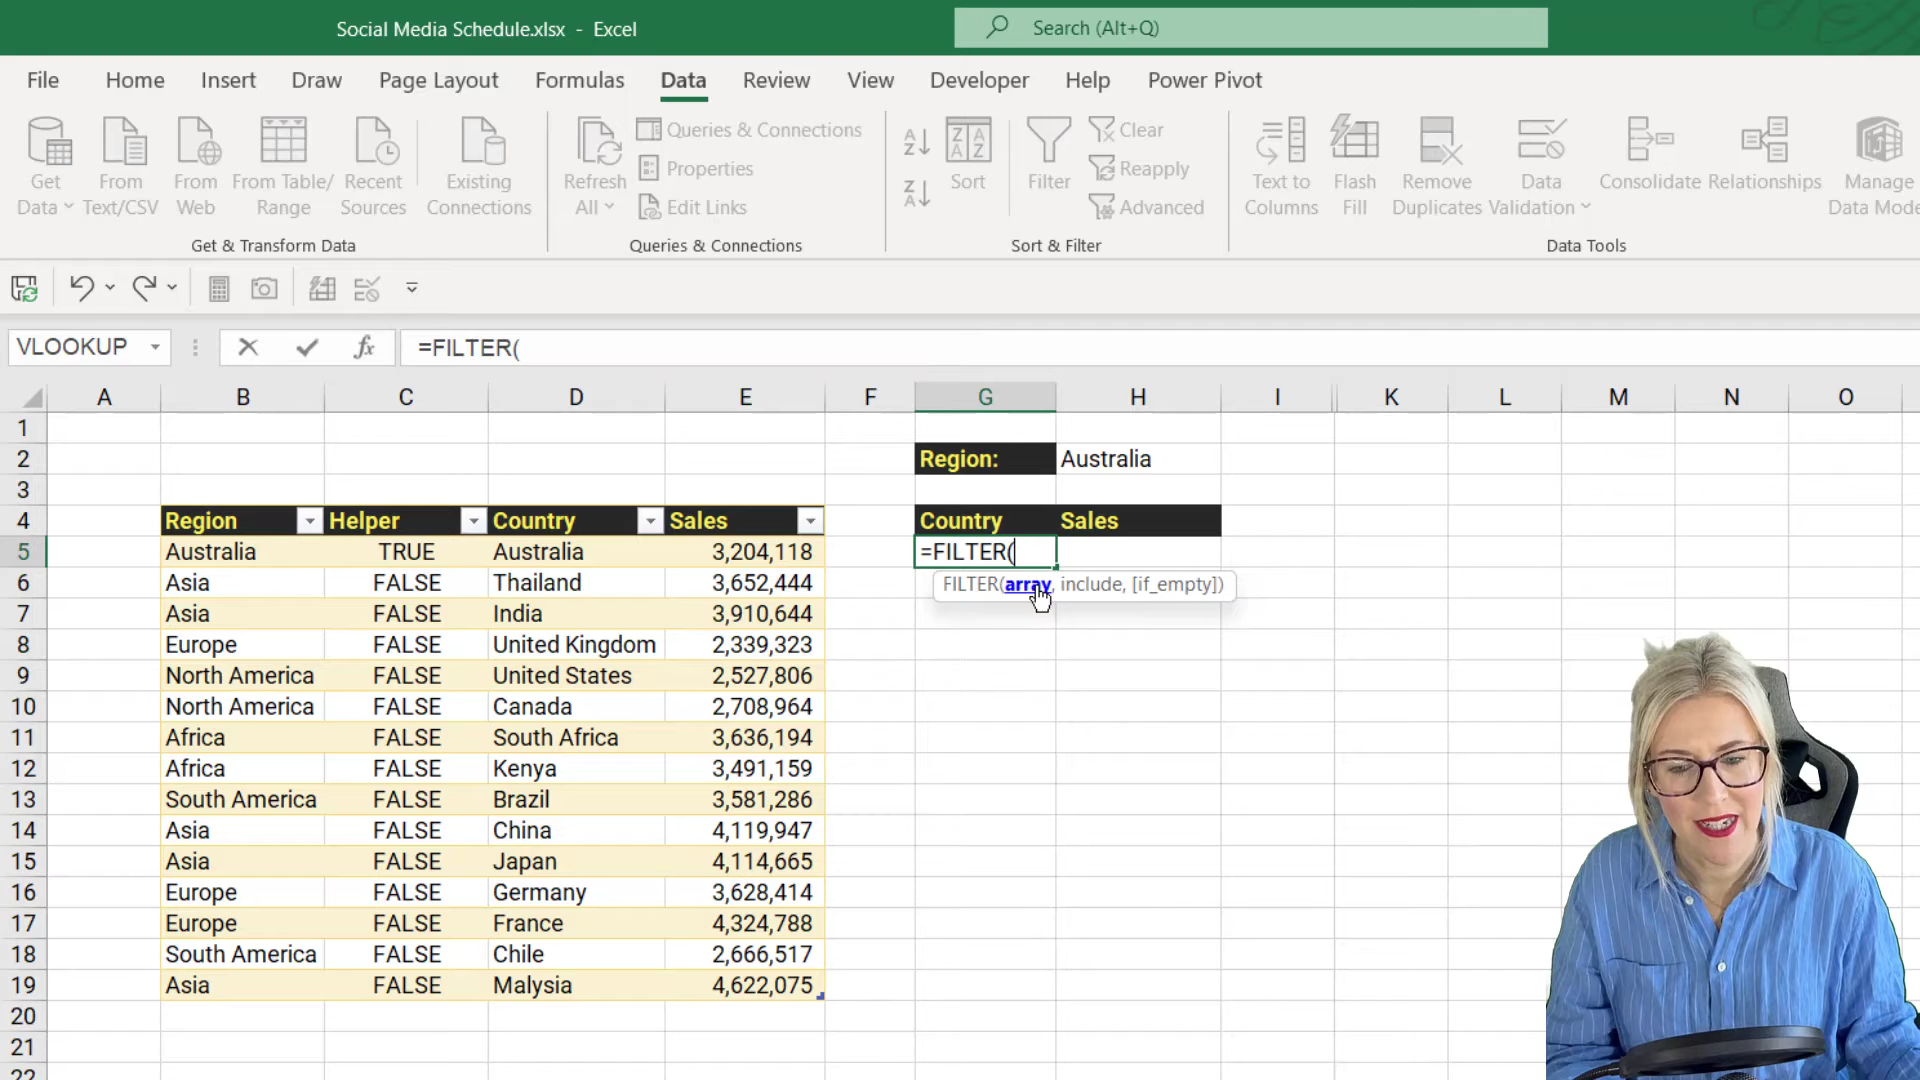 Social Media Schedule.xlsx - Excel
Search (Alt+Q)
File Home Insert Draw Page Layout Formulas Data Review View Developer Help Power Pivot
Get Data
From Text/CSV
From Web
From Table/ Range
Recent Sources
Existing Connections
Get & Transform Data
Refresh All
Queries & Connections
Properties
Edit Links
Queries & Connections
Sort
Filter
Clear
Reapply
Advanced
Sort & Filter
Text to Columns
Flash Fill
Remove Duplicates
Data Validation
Consolidate
Relationships
Manage Data Mode
Data Tools
VLOOKUP fx =FILTER(
A B C D E F G H I K L M N O
1
2 Region: Australia
3
4 Region Helper Country Sales Country Sales
5 Australia TRUE Australia 3,204,118 =FILTER(
FILTER(array, include, [if_empty])
6 Asia FALSE Thailand 3,652,444
7 Asia FALSE India 3,910,644
8 Europe FALSE United Kingdom 2,339,323
9 North America FALSE United States 2,527,806
10 North America FALSE Canada 2,708,964
11 Africa FALSE South Africa 3,636,194
12 Africa FALSE Kenya 3,491,159
13 South America FALSE Brazil 3,581,286
14 Asia FALSE China 4,119,947
15 Asia FALSE Japan 4,114,665
16 Europe FALSE Germany 3,628,414
17 Europe FALSE France 4,324,788
18 South America FALSE Chile 2,666,517
19 Asia FALSE Malysia 4,622,075
20
21
22